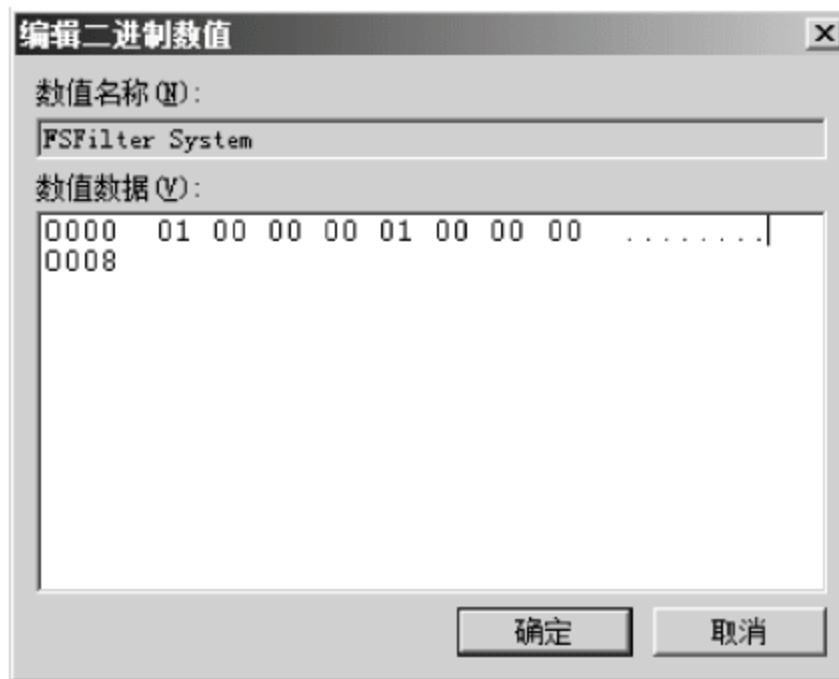 编辑二进制数值
数值名称(N):
FSFilter System
数值数据(V):
0000 01 00 00 00 01 00 00 00 ........
0008
确定 取消